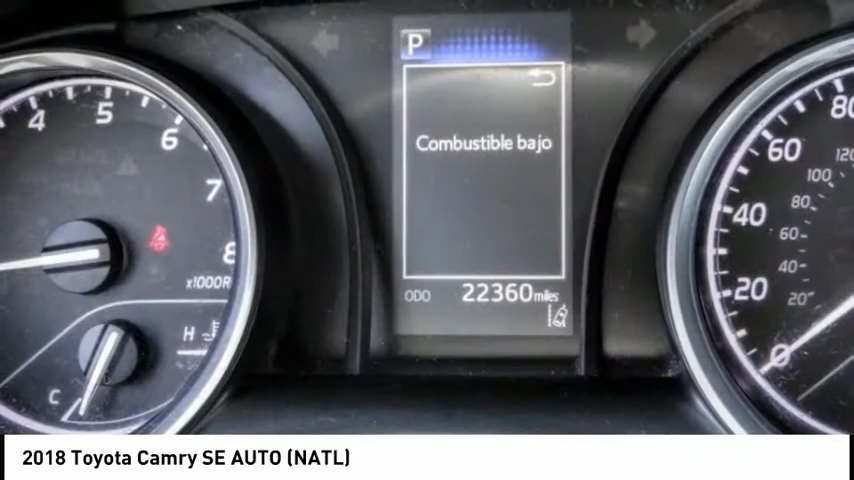 P
4 5 6 7 8
x1000R
H
C
Combustible bajo
ODO 22360 miles
80
60
40
20
0
120
100
80
60
40
20
2018 Toyota Camry SE AUTO (NATL)